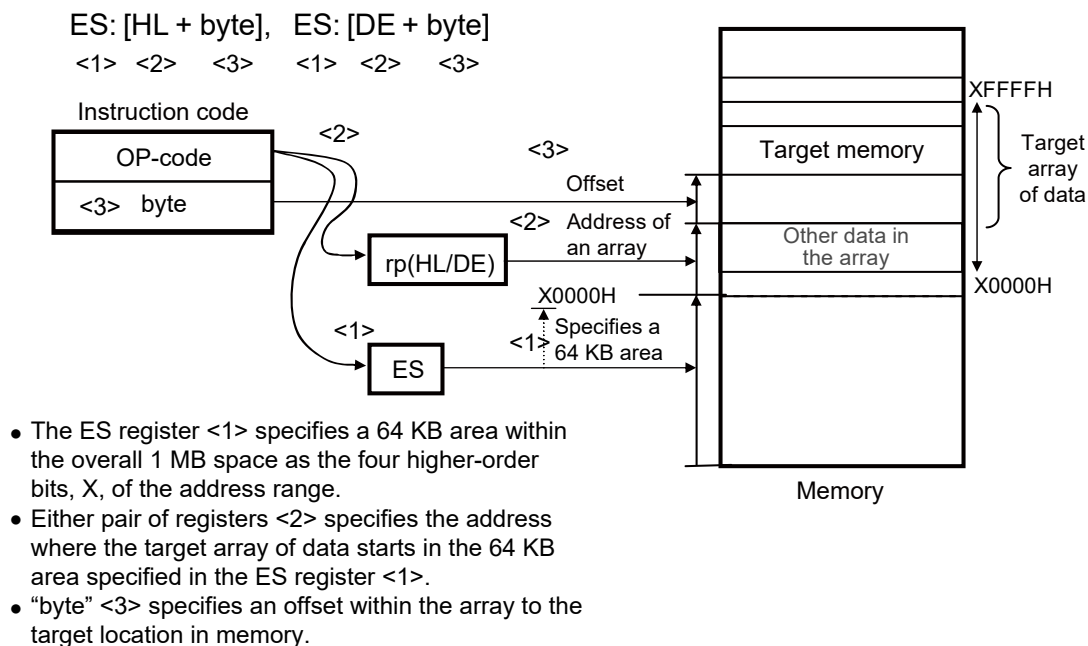 ES: [HL + byte], ES: [DE + byte]
<1> <2> <3> <1> <2> <3>
Instruction code
OP-code
<3> byte
<2>
<3>
Offset
<2> Address of
an array
rp(HL/DE)
X0000H
<1>
<1> Specifies a
64 KB area
ES
XFFFFH
Target memory
Target
array
of data
Other data in
the array
X0000H
Memory
• The ES register <1> specifies a 64 KB area within
the overall 1 MB space as the four higher-order
bits, X, of the address range.
• Either pair of registers <2> specifies the address
where the target array of data starts in the 64 KB
area specified in the ES register <1>.
• “byte” <3> specifies an offset within the array to the
target location in memory.